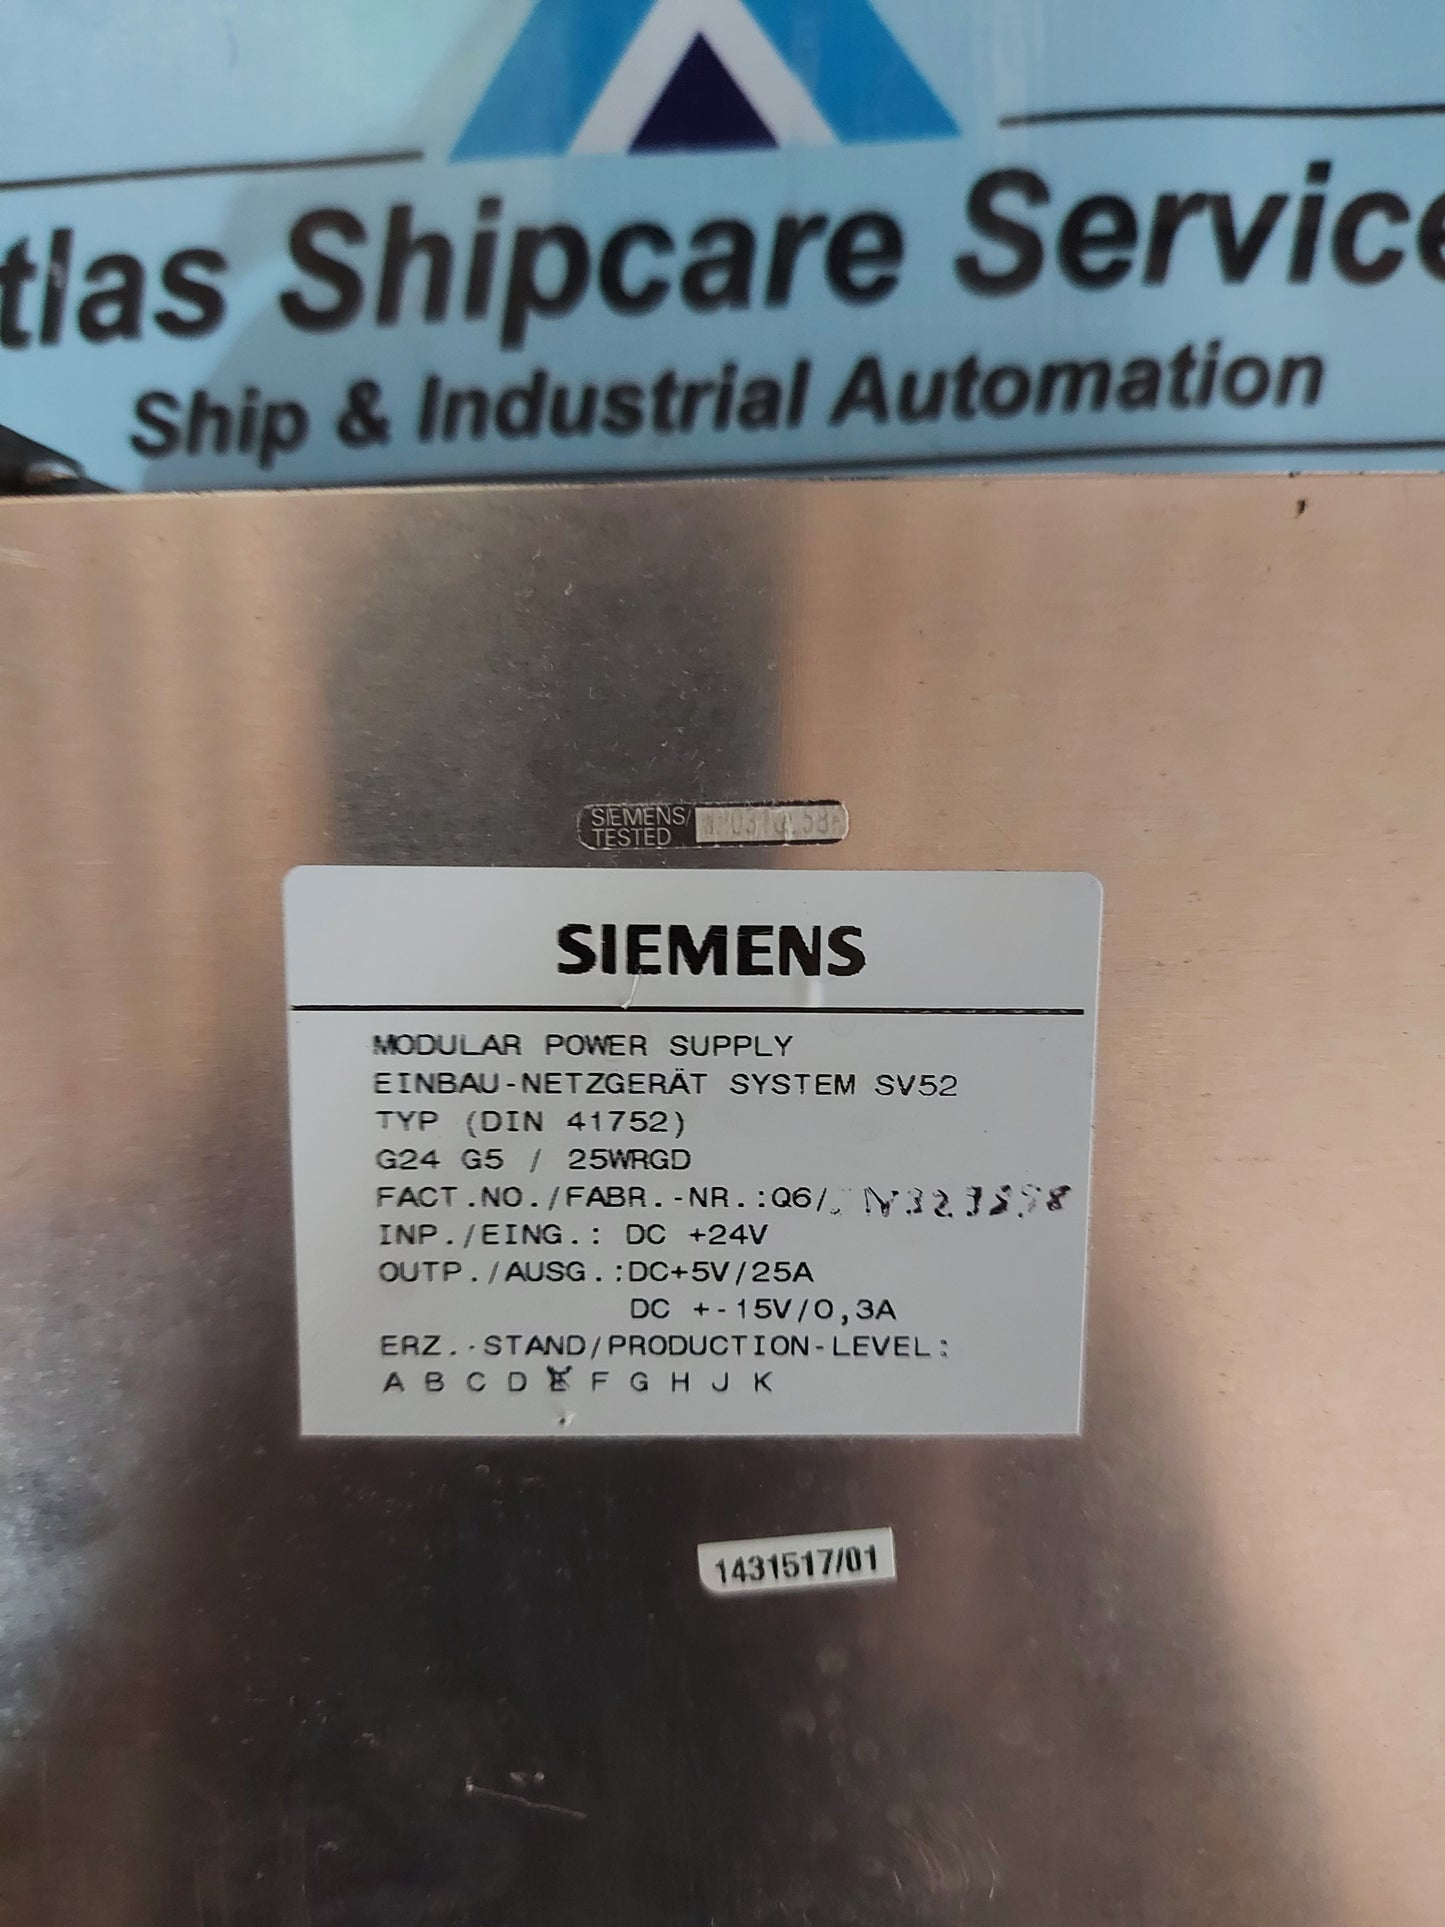 tlas Shipcare Service
Ship & Industrial Automation
SIEMENS/
TESTED
SIEMENS
MODULAR POWER SUPPLY
EINBAU-NETZGERÄT SYSTEM SV52
TYP (DIN 41752)
G24 G5 / 25WRGD
FACT.NO./FABR.-NR.:Q6/
INP./EING.: DC +24V
OUTP./AUSG.:DC+5V/25A
DC +-15V/0,3A
ERZ.-STAND/PRODUCTION-LEVEL:
A B C D E F G H J K
1431517/01